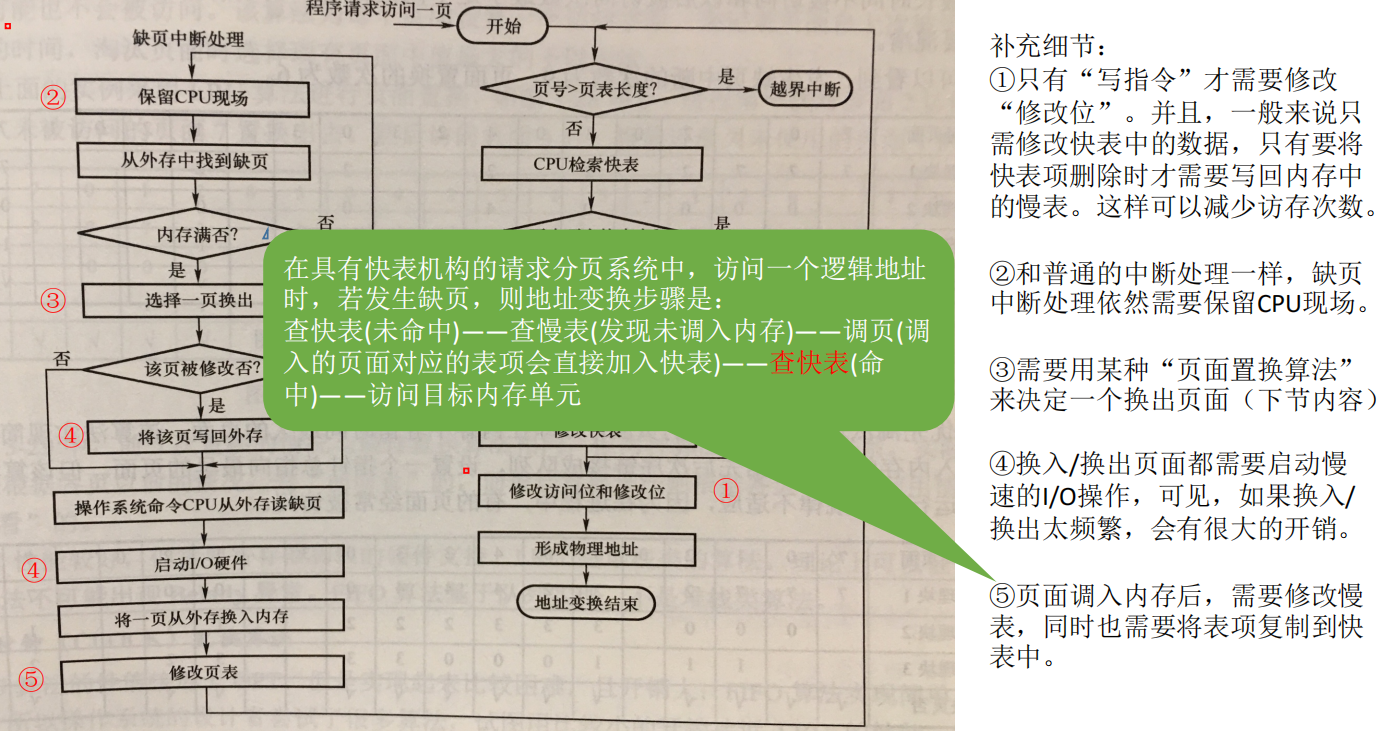 程序请求访问一页
开始
缺页中断处理
②
保留CPU现场
从外存中找到缺页
内存满否?
否
是
③
选择一页换出
否
该页被修改否?
是
④
将该页写回外存
操作系统命令CPU从外存读缺页
④
启动I/O硬件
将一页从外存换入内存
⑤
修改页表
页号>页表长度?
是
越界中断
否
CPU检索快表
是
修改快表
修改访问位和修改位
①
形成物理地址
地址变换结束
在具有快表机构的请求分页系统中，访问一个逻辑地址
时，若发生缺页，则地址变换步骤是：
查快表(未命中)——查慢表(发现未调入内存)——调页(调
入的页面对应的表项会直接加入快表)——查快表(命
中)——访问目标内存单元
补充细节：
①只有“写指令”才需要修改
“修改位”。并且，一般来说只
需修改快表中的数据，只有要将
快表项删除时才需要写回内存中
的慢表。这样可以减少访存次数。
②和普通的中断处理一样，缺页
中断处理依然需要保留CPU现场。
③需要用某种“页面置换算法”
来决定一个换出页面（下节内容）
④换入/换出页面都需要启动慢
速的I/O操作，可见，如果换入/
换出太频繁，会有很大的开销。
⑤页面调入内存后，需要修改慢
表，同时也需要将表项复制到快
表中。